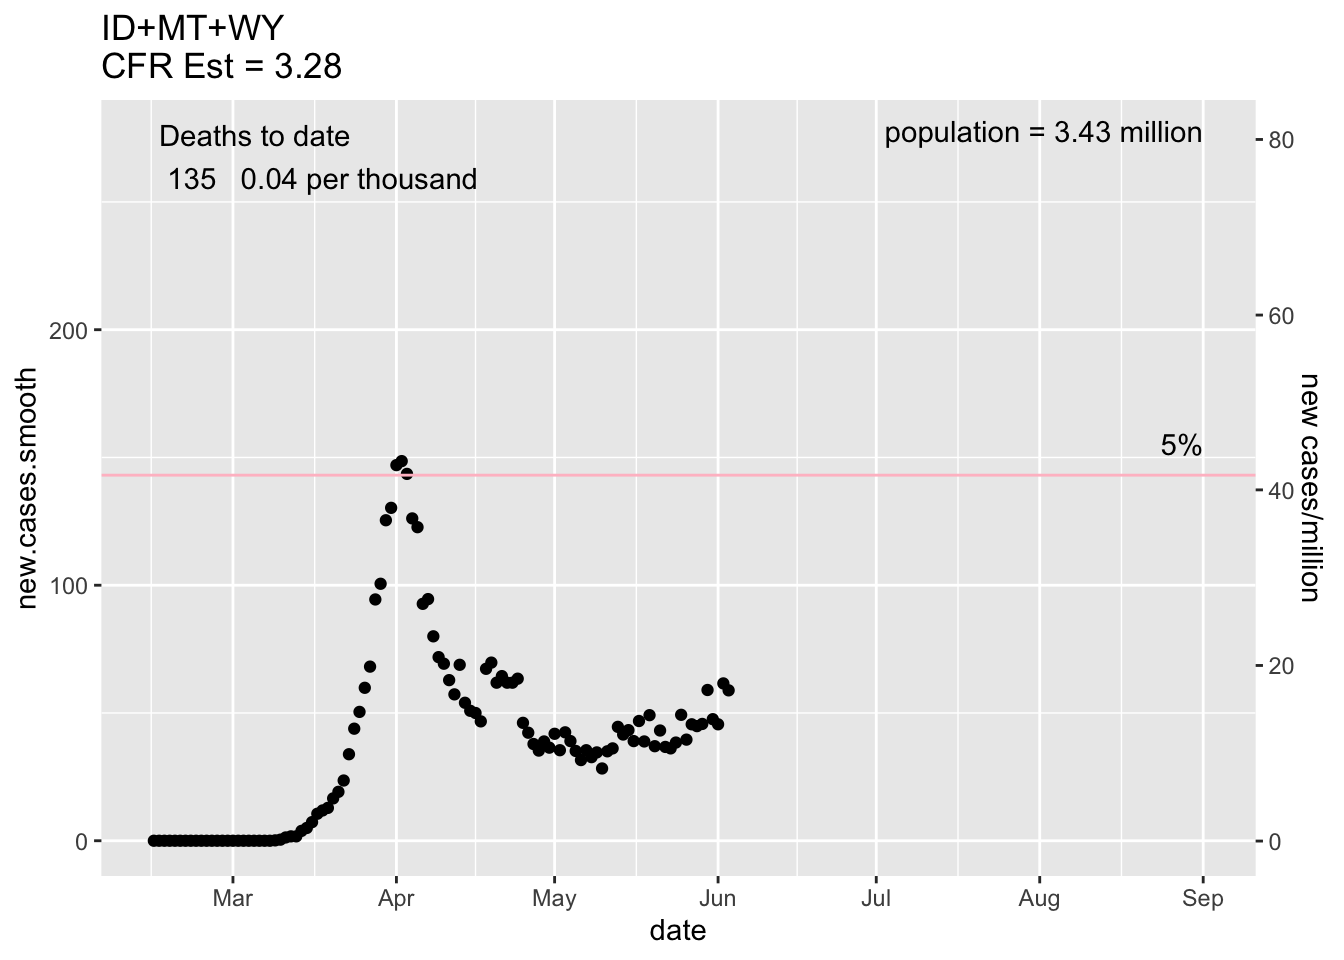 ID+MT+WY
CFR Est = 3.28
Deaths to date
135 0.04 per thousand
population = 3.43 million
5%
new.cases.smooth
200
100
0
new cases/million
80
60
40
20
0
Mar Apr May Jun Jul Aug Sep
date